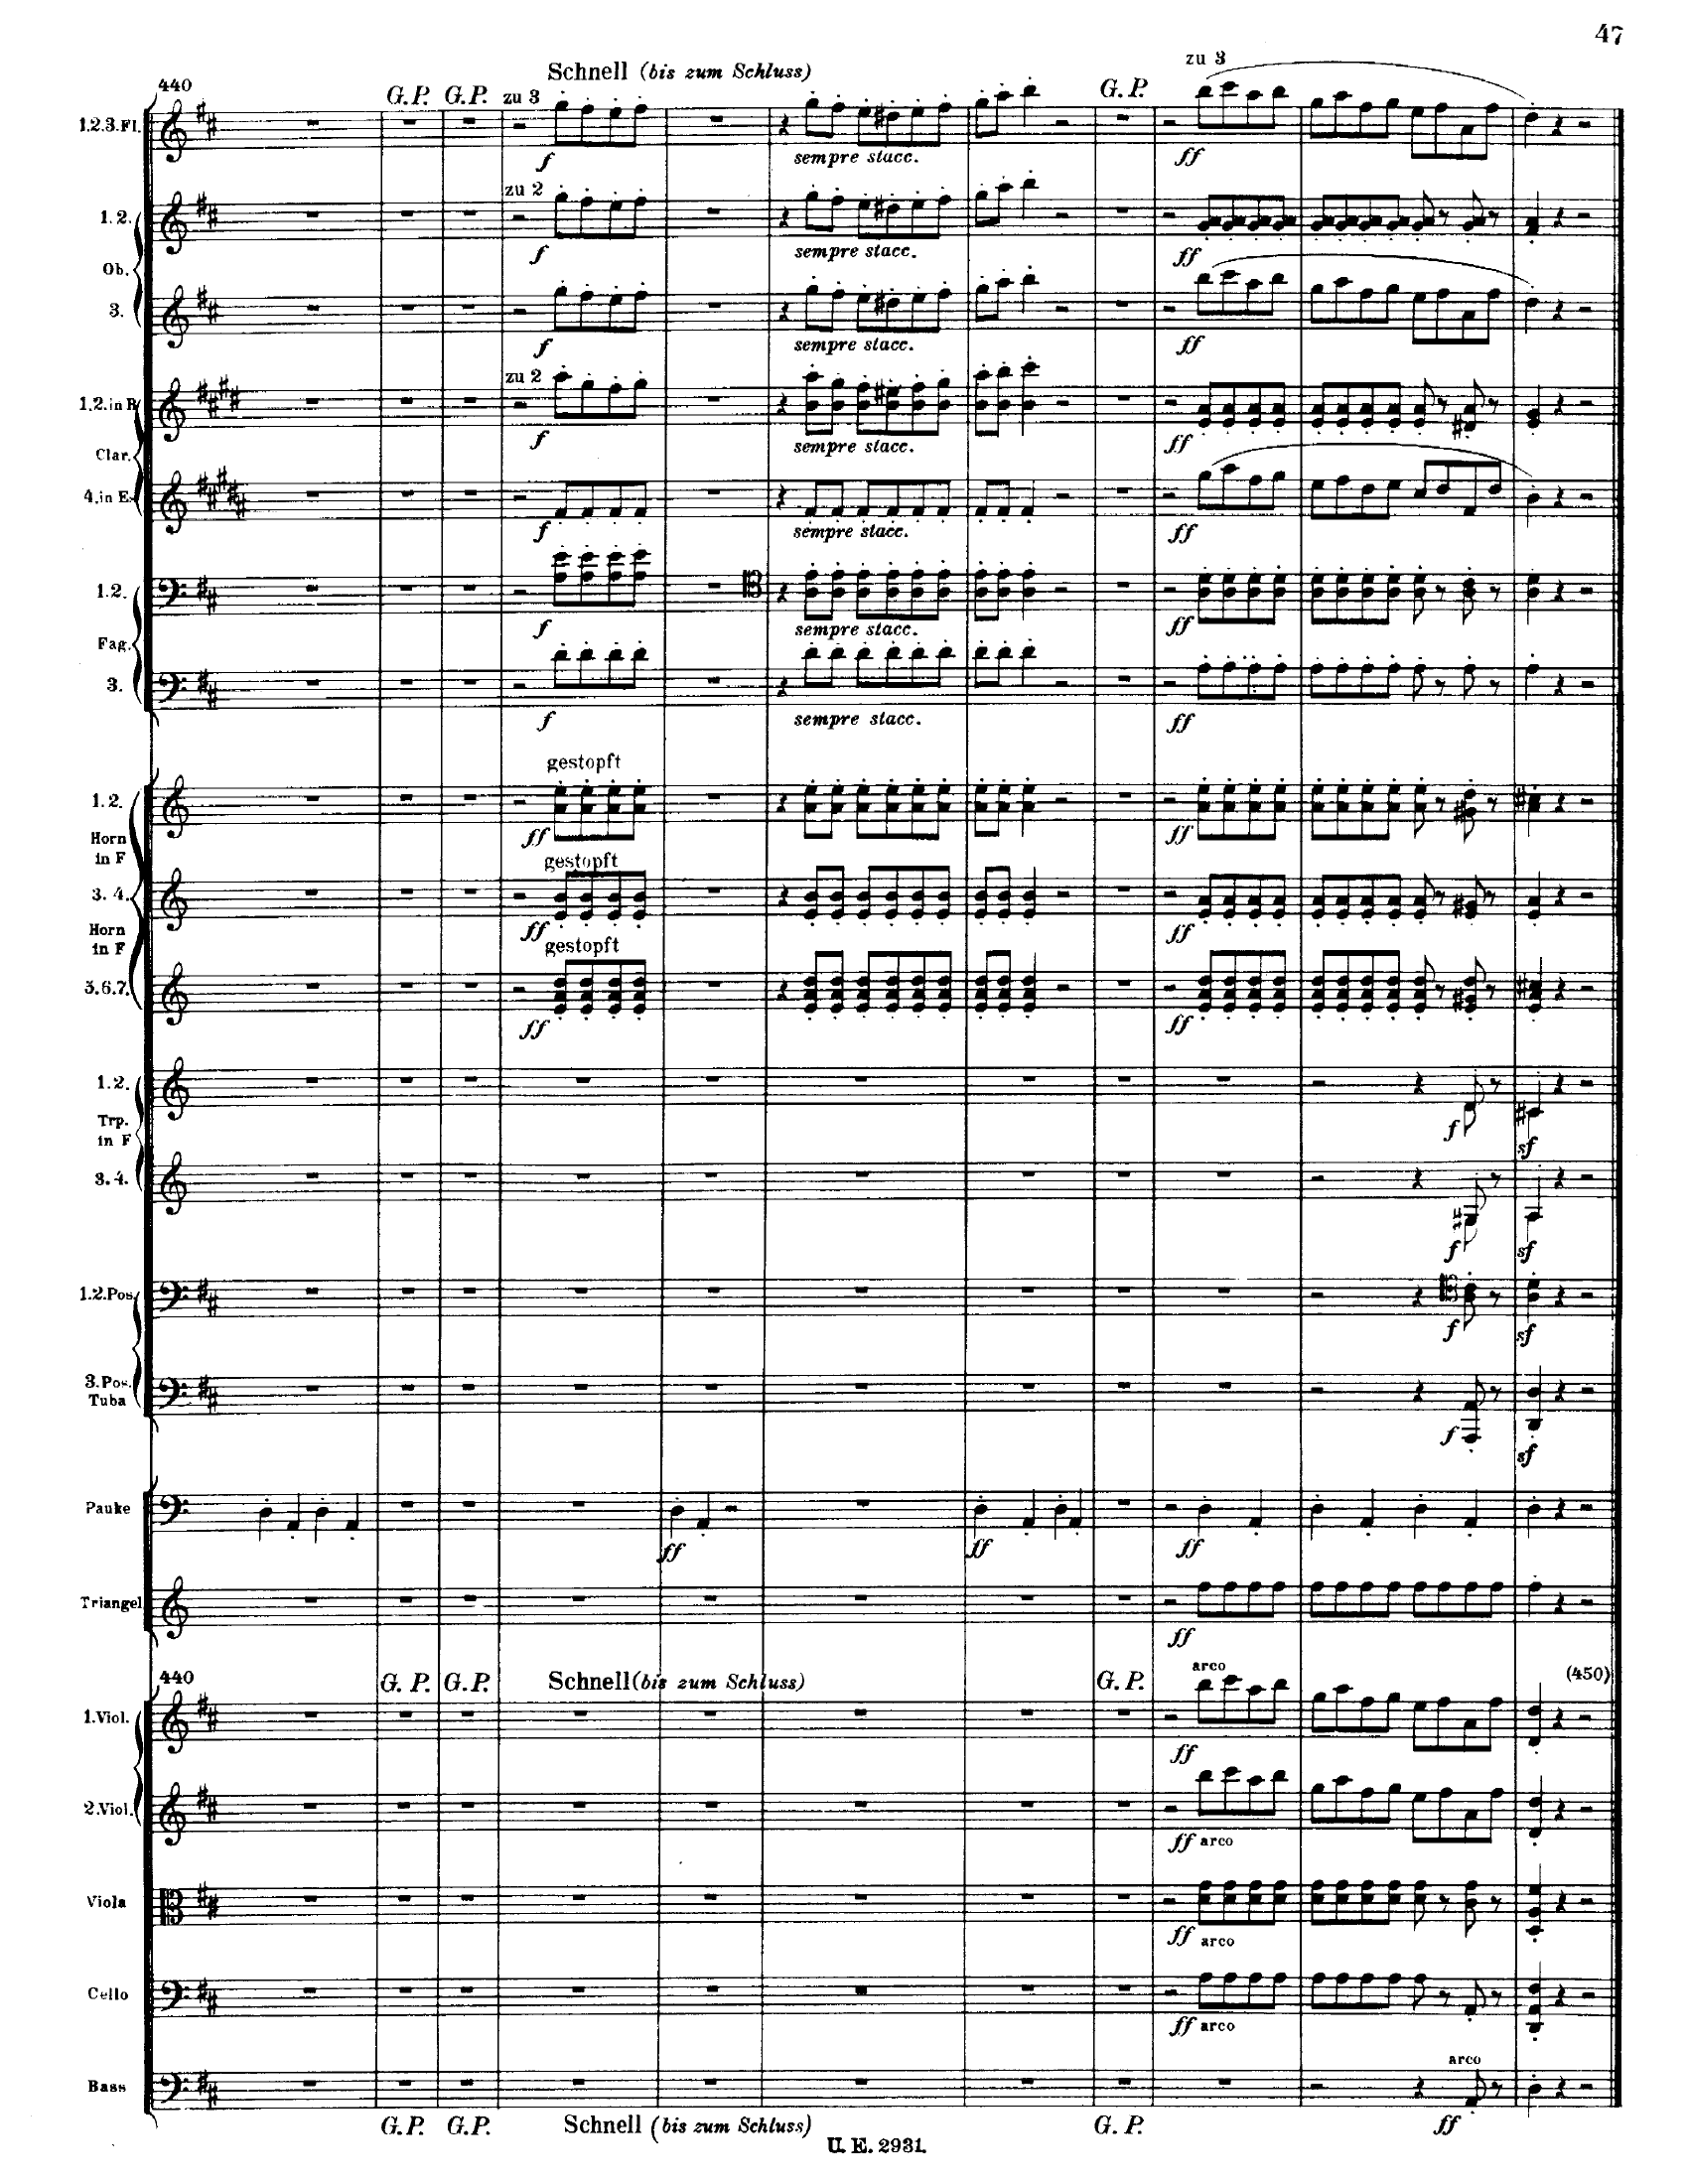 47
440
G.P. G.P. Schnell (bis zum Schluss) G.P. zu 3
1.2.3.Fl. zu 3
f sempre stacc. ff
1.2. zu 2
f sempre stacc. ff
Ob.
3.
f sempre stacc. ff
1.2. in B zu 2
f sempre stacc. ff
Clar.
4. in E
f sempre stacc. ff
1.2.
f sempre stacc. ff
Fag.
3.
f sempre stacc. ff
gestopft
1.2.
ff ff
Horn
in F
gestopft
3.4.
ff ff
Horn
in F
gestopft
5.6.7.
ff ff
1.2.
f sf
Trp.
in F
3.4.
f sf
1.2.Pos.
f sf
3.Pos.
Tuba
f sf
Pauke
ff ff ff
Triangel
ff
440 G. P. G.P. Schnell (bis zum Schluss) G. P. arco (450)
1.Viol.
ff
2.Viol.
ff arco
Viola
ff arco
Cello
ff arco
arco
Bass
ff
G.P. G.P. Schnell (bis zum Schluss) G. P.
U. E. 2931.